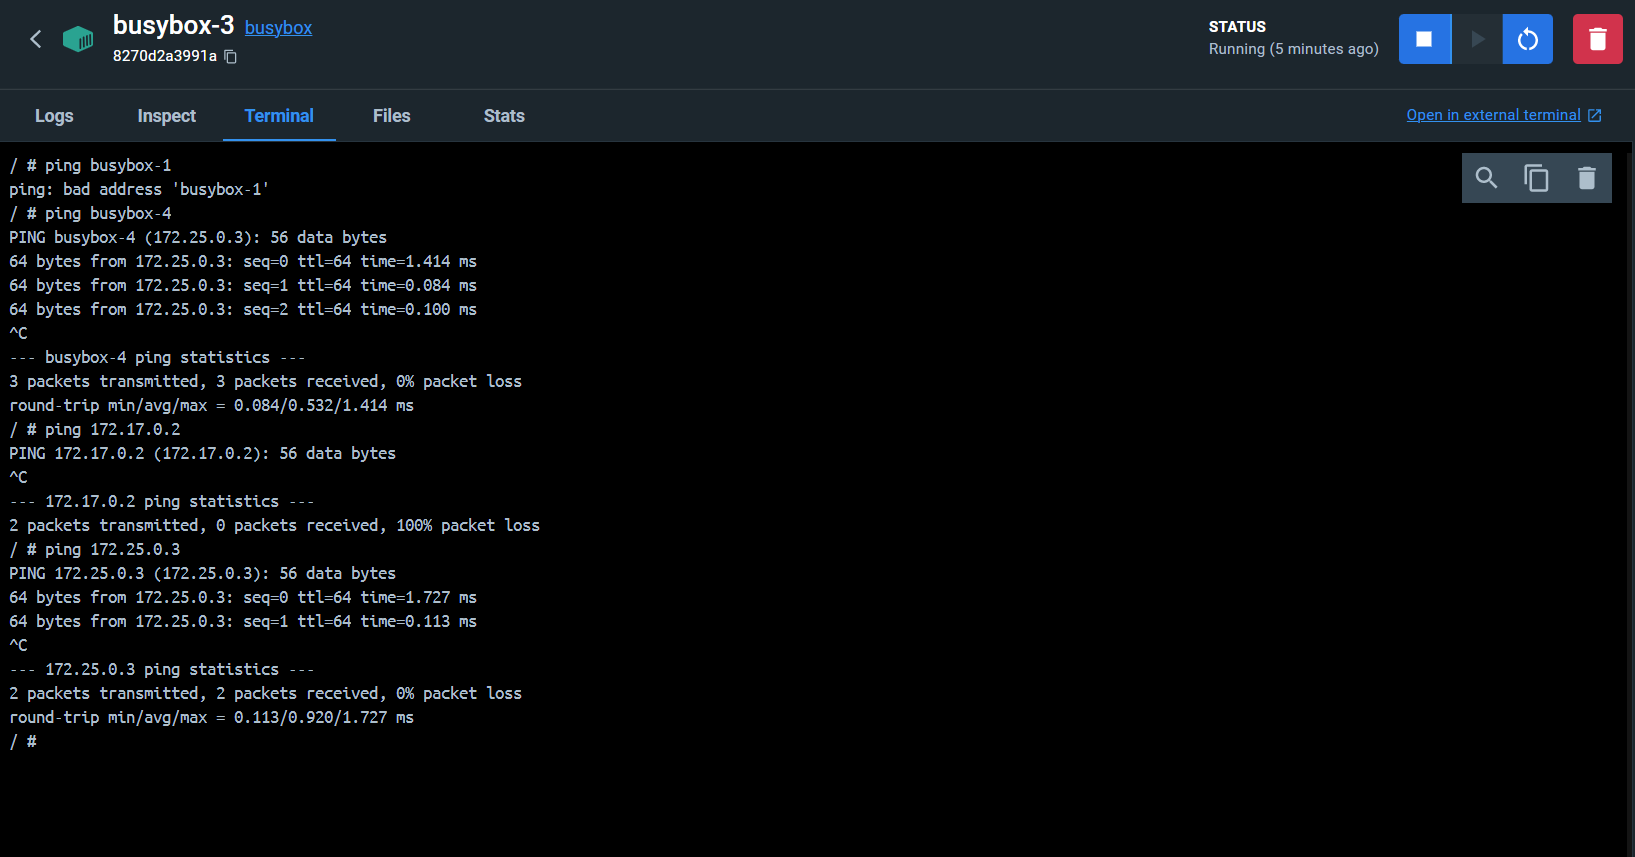 busybox-3 busybox
8270d2a3991a
STATUS
Running (5 minutes ago)
Logs Inspect Terminal Files Stats
Open in external terminal
/ # ping busybox-1
ping: bad address 'busybox-1'
/ # ping busybox-4
PING busybox-4 (172.25.0.3): 56 data bytes
64 bytes from 172.25.0.3: seq=0 ttl=64 time=1.414 ms
64 bytes from 172.25.0.3: seq=1 ttl=64 time=0.084 ms
64 bytes from 172.25.0.3: seq=2 ttl=64 time=0.100 ms
^C
--- busybox-4 ping statistics ---
3 packets transmitted, 3 packets received, 0% packet loss
round-trip min/avg/max = 0.084/0.532/1.414 ms
/ # ping 172.17.0.2
PING 172.17.0.2 (172.17.0.2): 56 data bytes
^C
--- 172.17.0.2 ping statistics ---
2 packets transmitted, 0 packets received, 100% packet loss
/ # ping 172.25.0.3
PING 172.25.0.3 (172.25.0.3): 56 data bytes
64 bytes from 172.25.0.3: seq=0 ttl=64 time=1.727 ms
64 bytes from 172.25.0.3: seq=1 ttl=64 time=0.113 ms
^C
--- 172.25.0.3 ping statistics ---
2 packets transmitted, 2 packets received, 0% packet loss
round-trip min/avg/max = 0.113/0.920/1.727 ms
/ #